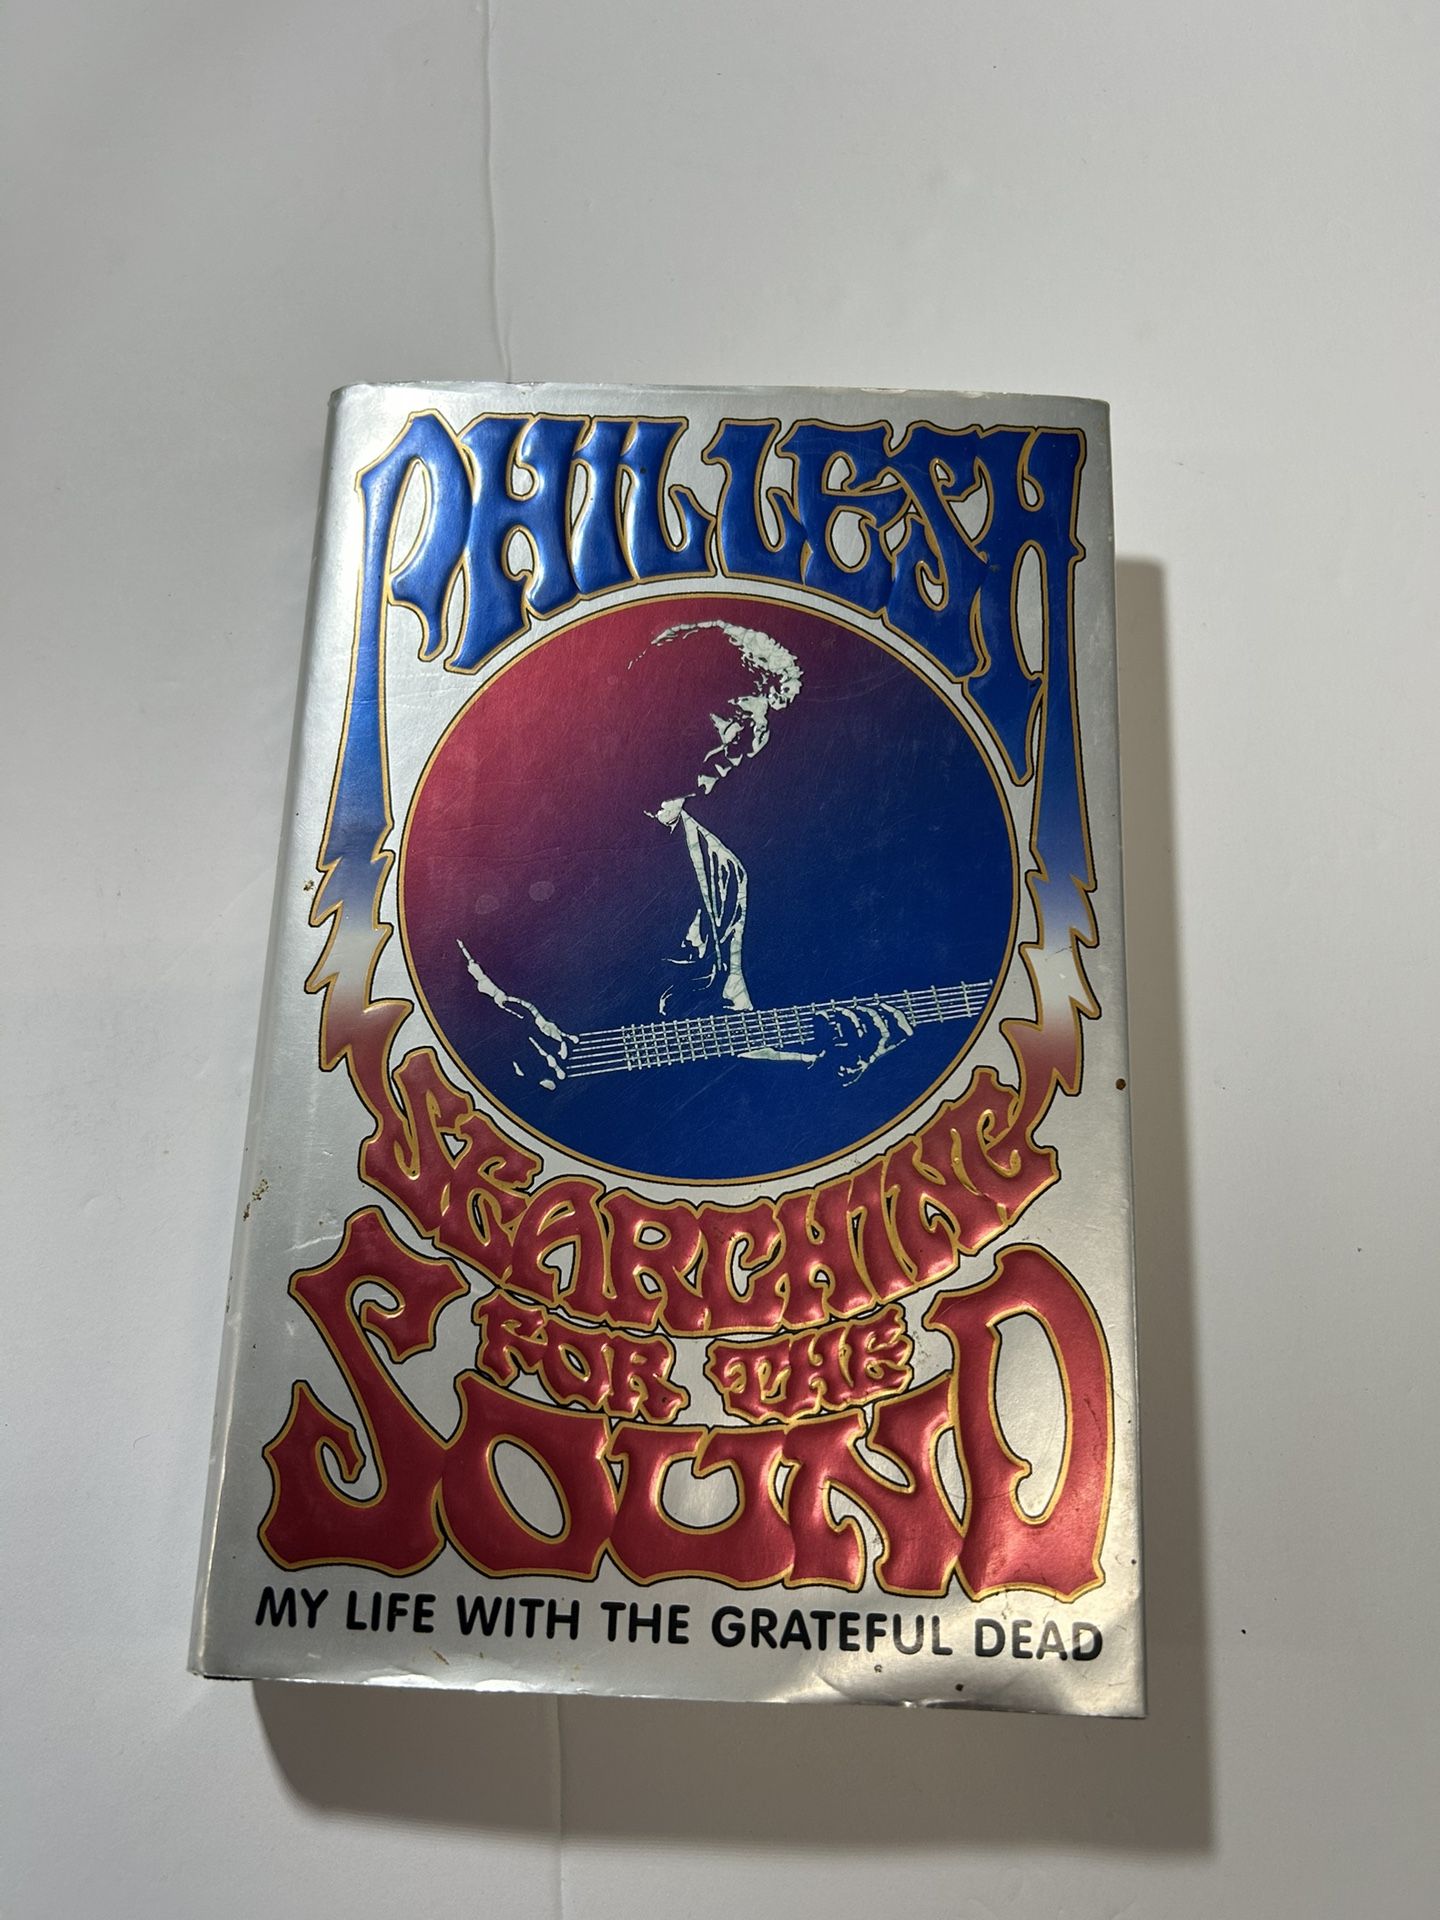 PHIL LESH
SEARCHING
FOR THE
SOUND
MY LIFE WITH THE GRATEFUL DEAD